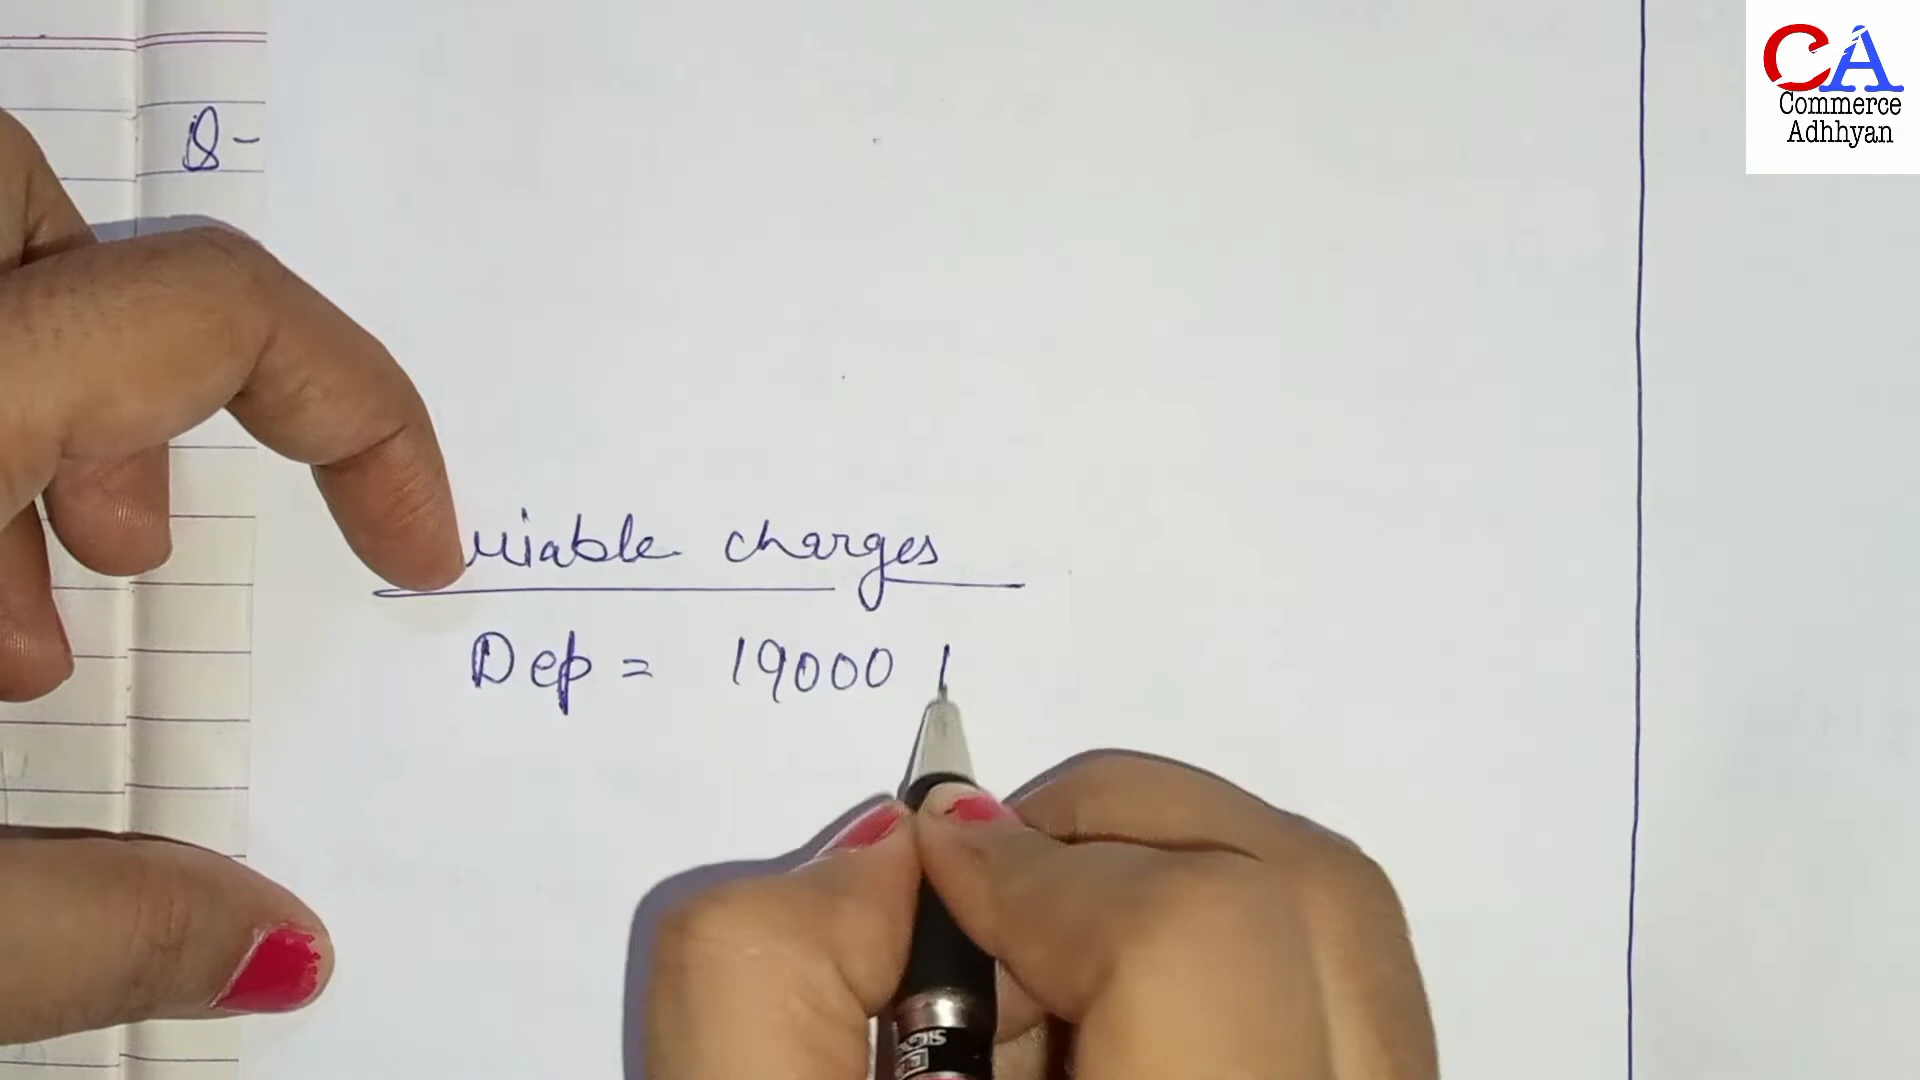 CA
Commerce
Adhhyan
Q-
riable charges
Dep = 19000 |